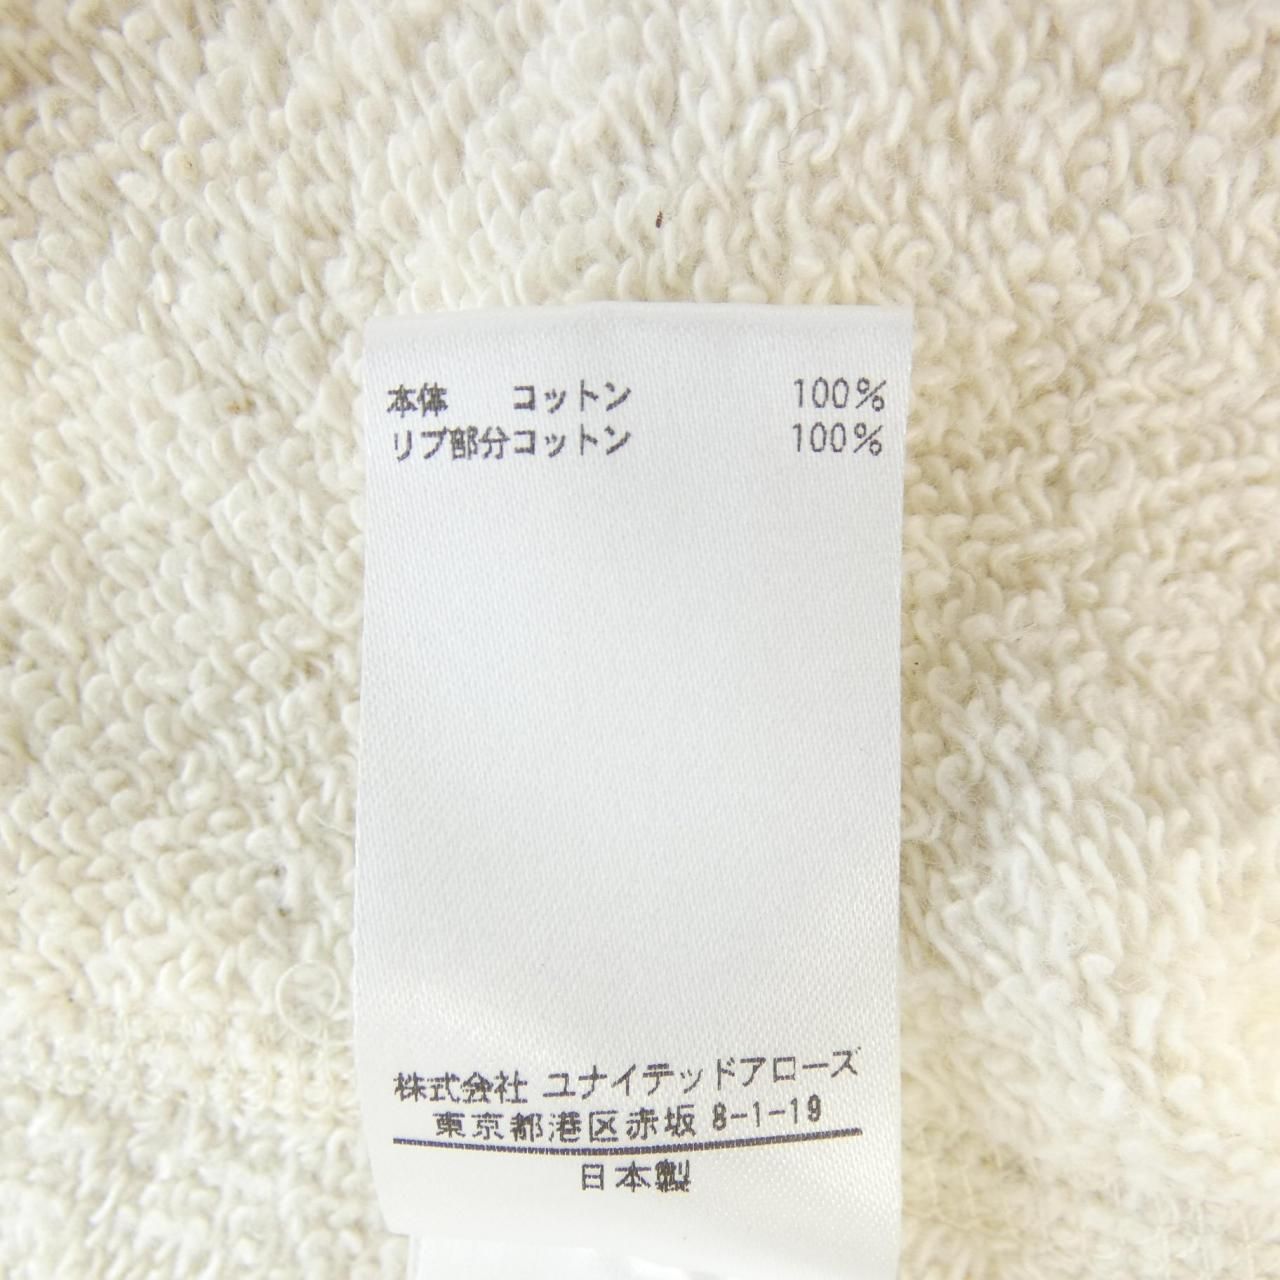 本体 コットン 100%
リブ部分コットン 100%
株式会社 ユナイテッドアローズ
東京都港区赤坂 8-1-19
日本製